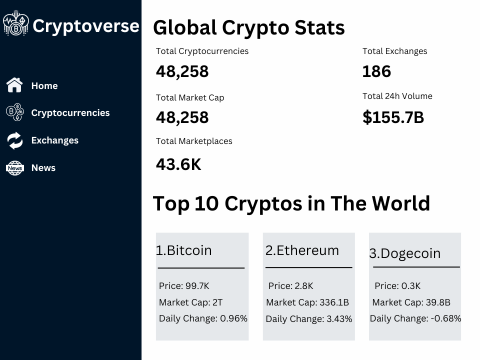 Cryptoverse
Home
Cryptocurrencies
Exchanges
News
News
Global Crypto Stats
Total Cryptocurrencies
48,258
Total Exchanges
186
Total Market Cap
48,258
Total 24h Volume
$155.7B
Total Marketplaces
43.6K
Top 10 Cryptos in The World
1.Bitcoin
Price: 99.7K
Market Cap: 2T
Daily Change: 0.96%
2.Ethereum
Price: 2.8K
Market Cap: 336.1B
Daily Change: 3.43%
3.Dogecoin
Price: 0.3K
Market Cap: 39.8B
Daily Change: -0.68%